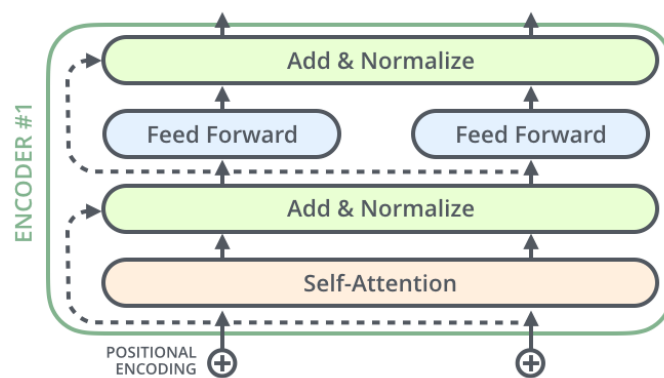 ENCODER #1
Add & Normalize
Feed Forward
Feed Forward
Add & Normalize
Self-Attention
POSITIONAL
ENCODING